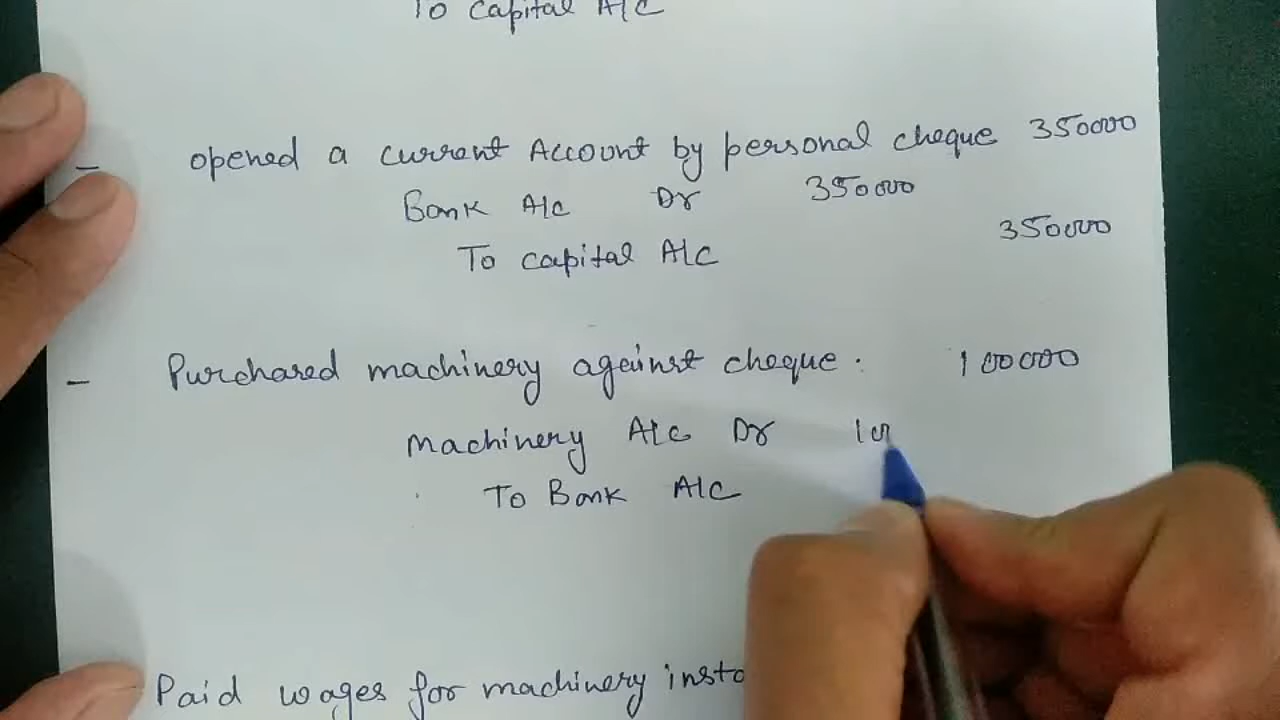 To Capital A/C
- opened a current Account by personal cheque 350000
Bank A/c Dr 350000
To capital A/C 350000
- Purchased machinery against cheque : 100000
Machinery A/c Dr 10
To Bank A/C
Paid wages for machinery insta